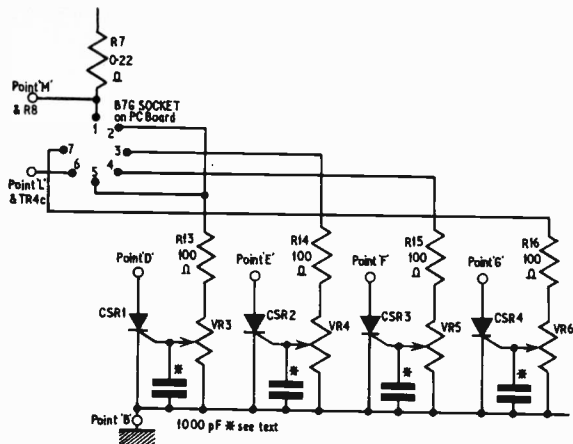 R7
0·22
Ω
Point 'M'
& R8
B7G SOCKET
on PC Board
1
2
7
3
6
4
5
Point 'L'
& TR4c
R13
100
Ω
R14
100
Ω
R15
100
Ω
R16
100
Ω
Point 'D'
Point 'E'
Point 'F'
Point 'G'
CSR1
VR3
CSR2
VR4
CSR3
VR5
CSR4
VR6
*
*
*
*
Point 'B'
1000 pF * see text